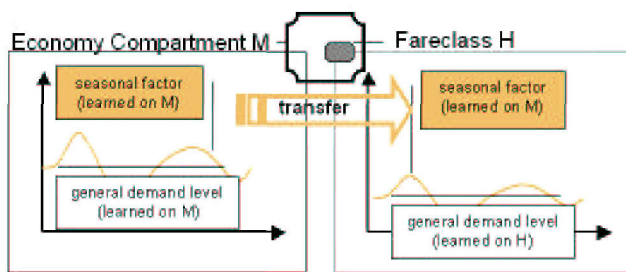 Economy Compartment M
Fareclass H
seasonal factor
(learned on M)
transfer
seasonal factor
(learned on M)
general demand level
(learned on M)
general demand level
(learned on H)